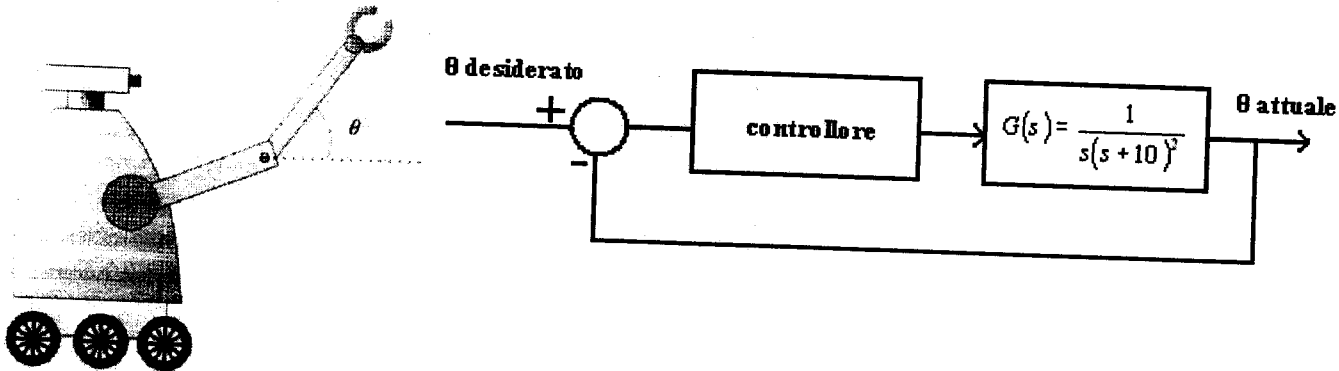 θ
θ desiderato
+
-
controllore
G(s) = 1 / s(s + 10)²
θ attuale